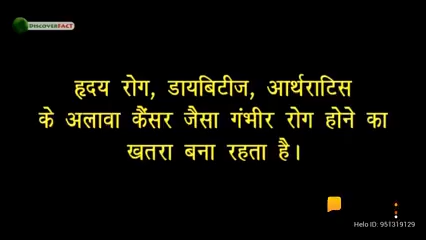 DISCOVERFACT
हृदय रोग, डायबिटीज, आर्थराटिस
के अलावा कैंसर जैसा गंभीर रोग होने का
खतरा बना रहता है।
Helo ID: 951319129